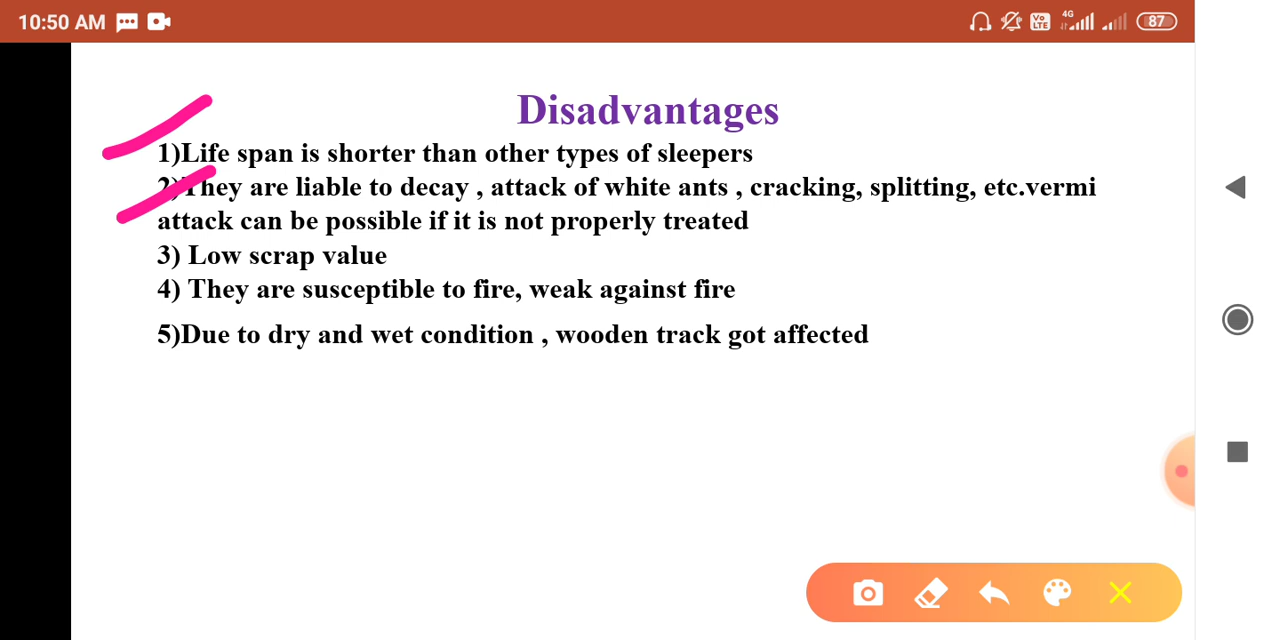 10:50 AM
Vo LTE 4G 87
Disadvantages
1)Life span is shorter than other types of sleepers
2)They are liable to decay , attack of white ants , cracking, splitting, etc.vermi
attack can be possible if it is not properly treated
3) Low scrap value
4) They are susceptible to fire, weak against fire
5)Due to dry and wet condition , wooden track got affected